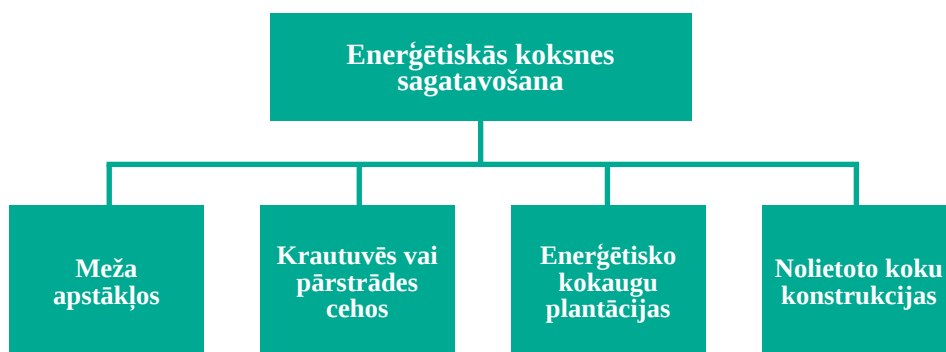 Enerģētiskās koksnes
sagatavošana
Meža
apstākļos
Krautuvēs vai
pārstrādes
cehos
Enerģētisko
kokaugu
plantācijas
Nolietoto koku
konstrukcijas